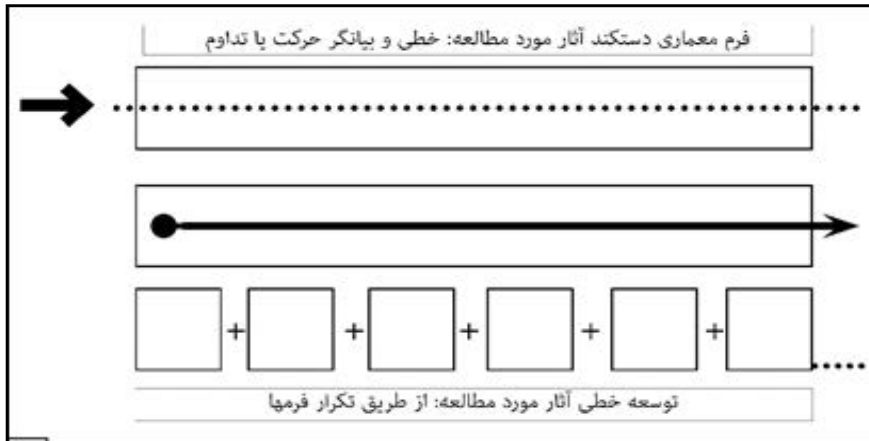 فرم معماری دستکند آثار مورد مطالعه: خطی و بیانگر حرکت یا تداوم
+ + + + +
توسعه خطی آثار مورد مطالعه: از طریق تکرار فرمها